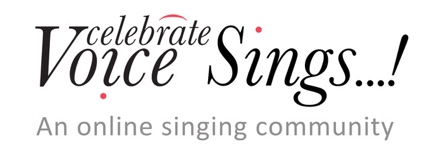 celebrate
Voice Sings...!
An online singing community